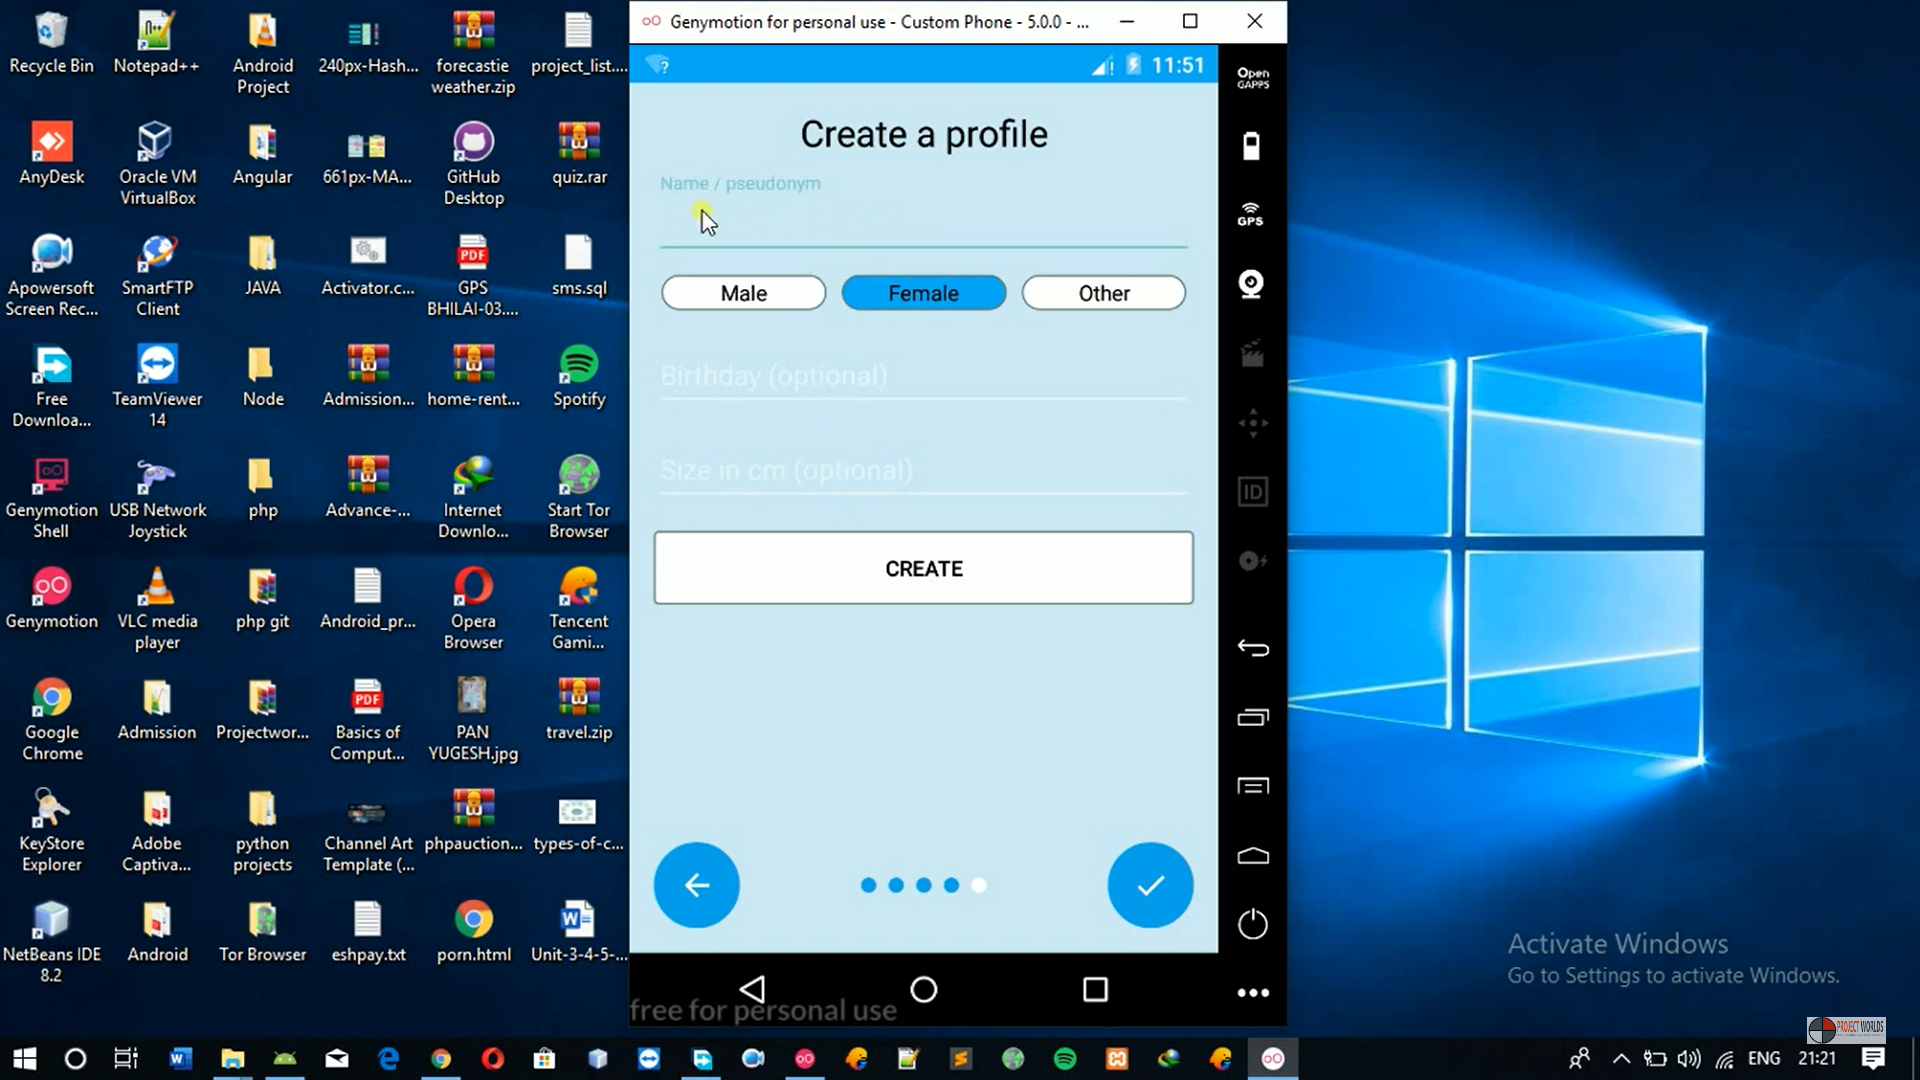 Genymotion for personal use - Custom Phone - 5.0.0 - ...
11:51
Create a profile
Name / pseudonym
Male
Female
Other
Birthday (optional)
Size in cm (optional)
CREATE
free for personal use
Open
GAPPS
GPS
ID
Recycle Bin
Notepad++
Android
Project
240px-Hash...
forecastie
weather.zip
project_list....
AnyDesk
Oracle VM
VirtualBox
Angular
661px-MA...
GitHub
Desktop
quiz.rar
Apowersoft
Screen Rec...
SmartFTP
Client
JAVA
Activator.c...
PDF
GPS
BHILAI-03....
sms.sql
Free
Downloa...
TeamViewer
14
Node
Admission...
home-rent...
Spotify
Genymotion
Shell
USB Network
Joystick
php
Advance-...
Internet
Downlo...
Start Tor
Browser
Genymotion
VLC media
player
php git
Android_pr...
Opera
Browser
Tencent
Gami...
Google
Chrome
Admission
Projectwor...
PDF
Basics of
Comput...
PAN
YUGESH.jpg
travel.zip
KeyStore
Explorer
Adobe
Captiva...
python
projects
Channel Art
Template (...
phpauction...
types-of-c...
NetBeans IDE
8.2
Android
Tor Browser
eshpay.txt
porn.html
Unit-3-4-5-...
Activate Windows
Go to Settings to activate Windows.
PROJECT WORLDS
ENG
21:21